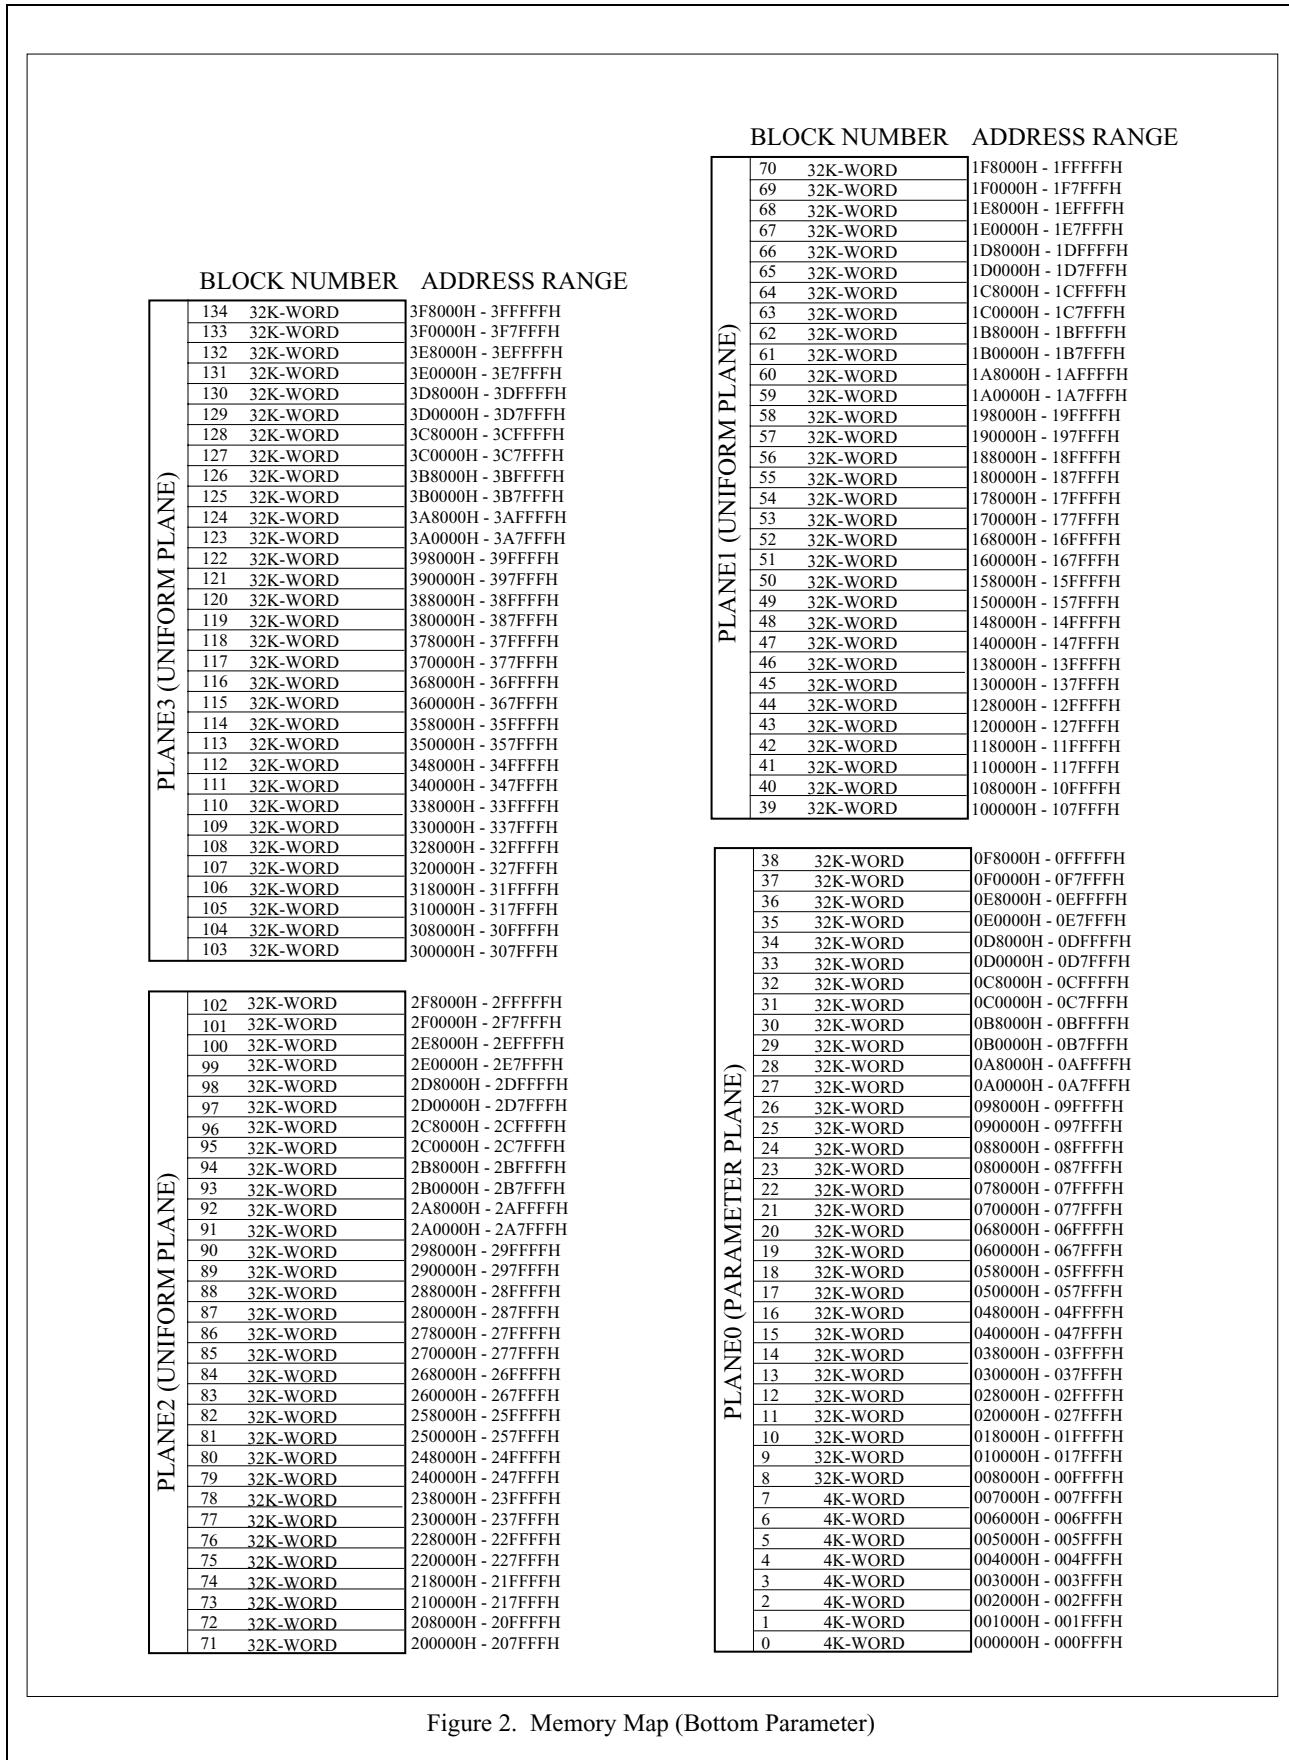 BLOCK NUMBER ADDRESS RANGE
PLANE3 (UNIFORM PLANE)
134 32K-WORD 3F8000H - 3FFFFFH
133 32K-WORD 3F0000H - 3F7FFFH
132 32K-WORD 3E8000H - 3EFFFFH
131 32K-WORD 3E0000H - 3E7FFFH
130 32K-WORD 3D8000H - 3DFFFFH
129 32K-WORD 3D0000H - 3D7FFFH
128 32K-WORD 3C8000H - 3CFFFFH
127 32K-WORD 3C0000H - 3C7FFFH
126 32K-WORD 3B8000H - 3BFFFFH
125 32K-WORD 3B0000H - 3B7FFFH
124 32K-WORD 3A8000H - 3AFFFFH
123 32K-WORD 3A0000H - 3A7FFFH
122 32K-WORD 398000H - 39FFFFH
121 32K-WORD 390000H - 397FFFH
120 32K-WORD 388000H - 38FFFFH
119 32K-WORD 380000H - 387FFFH
118 32K-WORD 378000H - 37FFFFH
117 32K-WORD 370000H - 377FFFH
116 32K-WORD 368000H - 36FFFFH
115 32K-WORD 360000H - 367FFFH
114 32K-WORD 358000H - 35FFFFH
113 32K-WORD 350000H - 357FFFH
112 32K-WORD 348000H - 34FFFFH
111 32K-WORD 340000H - 347FFFH
110 32K-WORD 338000H - 33FFFFH
109 32K-WORD 330000H - 337FFFH
108 32K-WORD 328000H - 32FFFFH
107 32K-WORD 320000H - 327FFFH
106 32K-WORD 318000H - 31FFFFH
105 32K-WORD 310000H - 317FFFH
104 32K-WORD 308000H - 30FFFFH
103 32K-WORD 300000H - 307FFFH
PLANE2 (UNIFORM PLANE)
102 32K-WORD 2F8000H - 2FFFFFH
101 32K-WORD 2F0000H - 2F7FFFH
100 32K-WORD 2E8000H - 2EFFFFH
99 32K-WORD 2E0000H - 2E7FFFH
98 32K-WORD 2D8000H - 2DFFFFH
97 32K-WORD 2D0000H - 2D7FFFH
96 32K-WORD 2C8000H - 2CFFFFH
95 32K-WORD 2C0000H - 2C7FFFH
94 32K-WORD 2B8000H - 2BFFFFH
93 32K-WORD 2B0000H - 2B7FFFH
92 32K-WORD 2A8000H - 2AFFFFH
91 32K-WORD 2A0000H - 2A7FFFH
90 32K-WORD 298000H - 29FFFFH
89 32K-WORD 290000H - 297FFFH
88 32K-WORD 288000H - 28FFFFH
87 32K-WORD 280000H - 287FFFH
86 32K-WORD 278000H - 27FFFFH
85 32K-WORD 270000H - 277FFFH
84 32K-WORD 268000H - 26FFFFH
83 32K-WORD 260000H - 267FFFH
82 32K-WORD 258000H - 25FFFFH
81 32K-WORD 250000H - 257FFFH
80 32K-WORD 248000H - 24FFFFH
79 32K-WORD 240000H - 247FFFH
78 32K-WORD 238000H - 23FFFFH
77 32K-WORD 230000H - 237FFFH
76 32K-WORD 228000H - 22FFFFH
75 32K-WORD 220000H - 227FFFH
74 32K-WORD 218000H - 21FFFFH
73 32K-WORD 210000H - 217FFFH
72 32K-WORD 208000H - 20FFFFH
71 32K-WORD 200000H - 207FFFH
BLOCK NUMBER ADDRESS RANGE
PLANE1 (UNIFORM PLANE)
70 32K-WORD 1F8000H - 1FFFFFH
69 32K-WORD 1F0000H - 1F7FFFH
68 32K-WORD 1E8000H - 1EFFFFH
67 32K-WORD 1E0000H - 1E7FFFH
66 32K-WORD 1D8000H - 1DFFFFH
65 32K-WORD 1D0000H - 1D7FFFH
64 32K-WORD 1C8000H - 1CFFFFH
63 32K-WORD 1C0000H - 1C7FFFH
62 32K-WORD 1B8000H - 1BFFFFH
61 32K-WORD 1B0000H - 1B7FFFH
60 32K-WORD 1A8000H - 1AFFFFH
59 32K-WORD 1A0000H - 1A7FFFH
58 32K-WORD 198000H - 19FFFFH
57 32K-WORD 190000H - 197FFFH
56 32K-WORD 188000H - 18FFFFH
55 32K-WORD 180000H - 187FFFH
54 32K-WORD 178000H - 17FFFFH
53 32K-WORD 170000H - 177FFFH
52 32K-WORD 168000H - 16FFFFH
51 32K-WORD 160000H - 167FFFH
50 32K-WORD 158000H - 15FFFFH
49 32K-WORD 150000H - 157FFFH
48 32K-WORD 148000H - 14FFFFH
47 32K-WORD 140000H - 147FFFH
46 32K-WORD 138000H - 13FFFFH
45 32K-WORD 130000H - 137FFFH
44 32K-WORD 128000H - 12FFFFH
43 32K-WORD 120000H - 127FFFH
42 32K-WORD 118000H - 11FFFFH
41 32K-WORD 110000H - 117FFFH
40 32K-WORD 108000H - 10FFFFH
39 32K-WORD 100000H - 107FFFH
PLANE0 (PARAMETER PLANE)
38 32K-WORD 0F8000H - 0FFFFFH
37 32K-WORD 0F0000H - 0F7FFFH
36 32K-WORD 0E8000H - 0EFFFFH
35 32K-WORD 0E0000H - 0E7FFFH
34 32K-WORD 0D8000H - 0DFFFFH
33 32K-WORD 0D0000H - 0D7FFFH
32 32K-WORD 0C8000H - 0CFFFFH
31 32K-WORD 0C0000H - 0C7FFFH
30 32K-WORD 0B8000H - 0BFFFFH
29 32K-WORD 0B0000H - 0B7FFFH
28 32K-WORD 0A8000H - 0AFFFFH
27 32K-WORD 0A0000H - 0A7FFFH
26 32K-WORD 098000H - 09FFFFH
25 32K-WORD 090000H - 097FFFH
24 32K-WORD 088000H - 08FFFFH
23 32K-WORD 080000H - 087FFFH
22 32K-WORD 078000H - 07FFFFH
21 32K-WORD 070000H - 077FFFH
20 32K-WORD 068000H - 06FFFFH
19 32K-WORD 060000H - 067FFFH
18 32K-WORD 058000H - 05FFFFH
17 32K-WORD 050000H - 057FFFH
16 32K-WORD 048000H - 04FFFFH
15 32K-WORD 040000H - 047FFFH
14 32K-WORD 038000H - 03FFFFH
13 32K-WORD 030000H - 037FFFH
12 32K-WORD 028000H - 02FFFFH
11 32K-WORD 020000H - 027FFFH
10 32K-WORD 018000H - 01FFFFH
9 32K-WORD 010000H - 017FFFH
8 32K-WORD 008000H - 00FFFFH
7 4K-WORD 007000H - 007FFFH
6 4K-WORD 006000H - 006FFFH
5 4K-WORD 005000H - 005FFFH
4 4K-WORD 004000H - 004FFFH
3 4K-WORD 003000H - 003FFFH
2 4K-WORD 002000H - 002FFFH
1 4K-WORD 001000H - 001FFFH
0 4K-WORD 000000H - 000FFFH
Figure 2. Memory Map (Bottom Parameter)